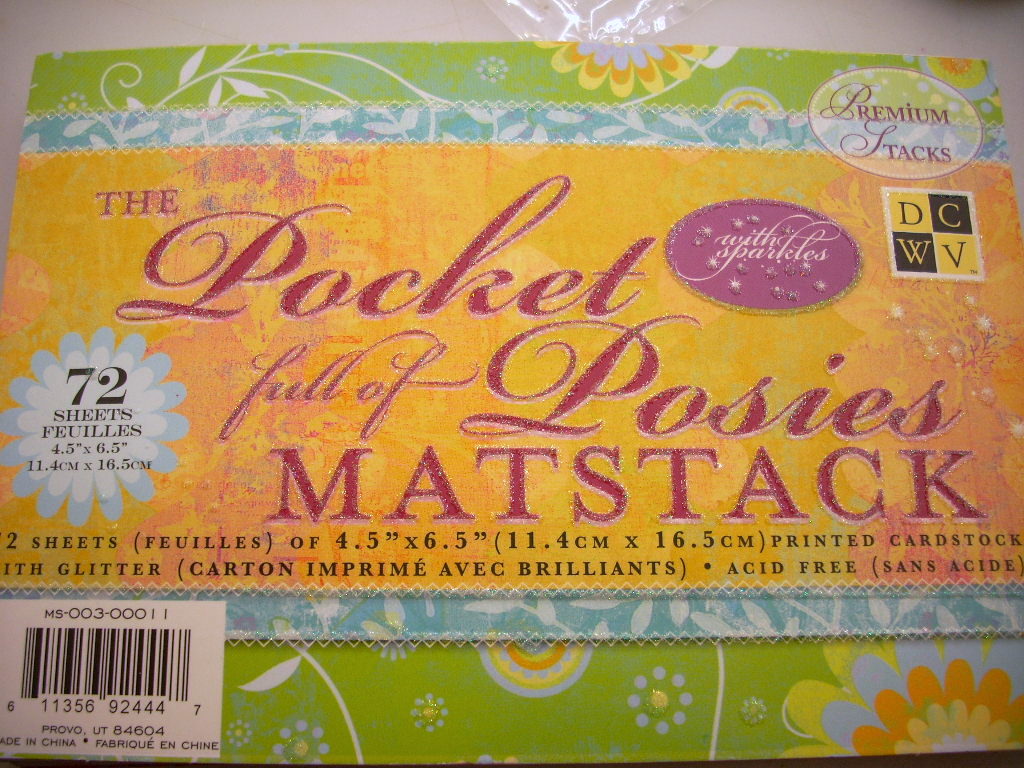 PREMIUM
STACKS
D C
W V
™
THE
Pocket
with
sparkles
full of
Posies
MATSTACK
72
SHEETS
FEUILLES
4.5"x 6.5"
11.4CM x 16.5CM
2 SHEETS (FEUILLES) OF 4.5"x6.5"(11.4CM X 16.5CM)PRINTED CARDSTOCK
ITH GLITTER (CARTON IMPRIMÉ AVEC BRILLIANTS) • ACID FREE (SANS ACIDE)
MS-003-00011
6 11356 92444 7
PROVO, UT 84604
ADE IN CHINA • FABRIQUÉ EN CHINE